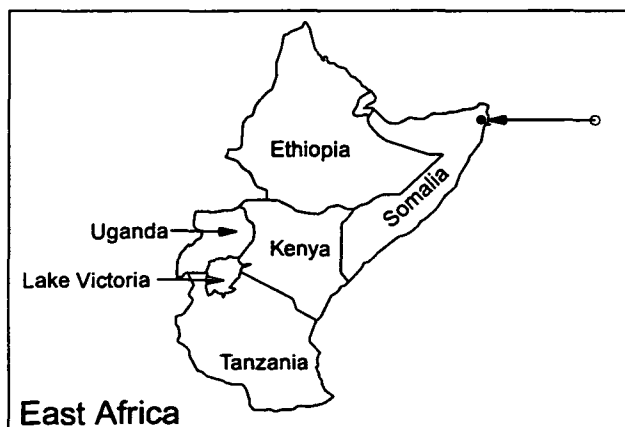 Ethiopia
Somalia
Uganda
Kenya
Lake Victoria
Tanzania
East Africa